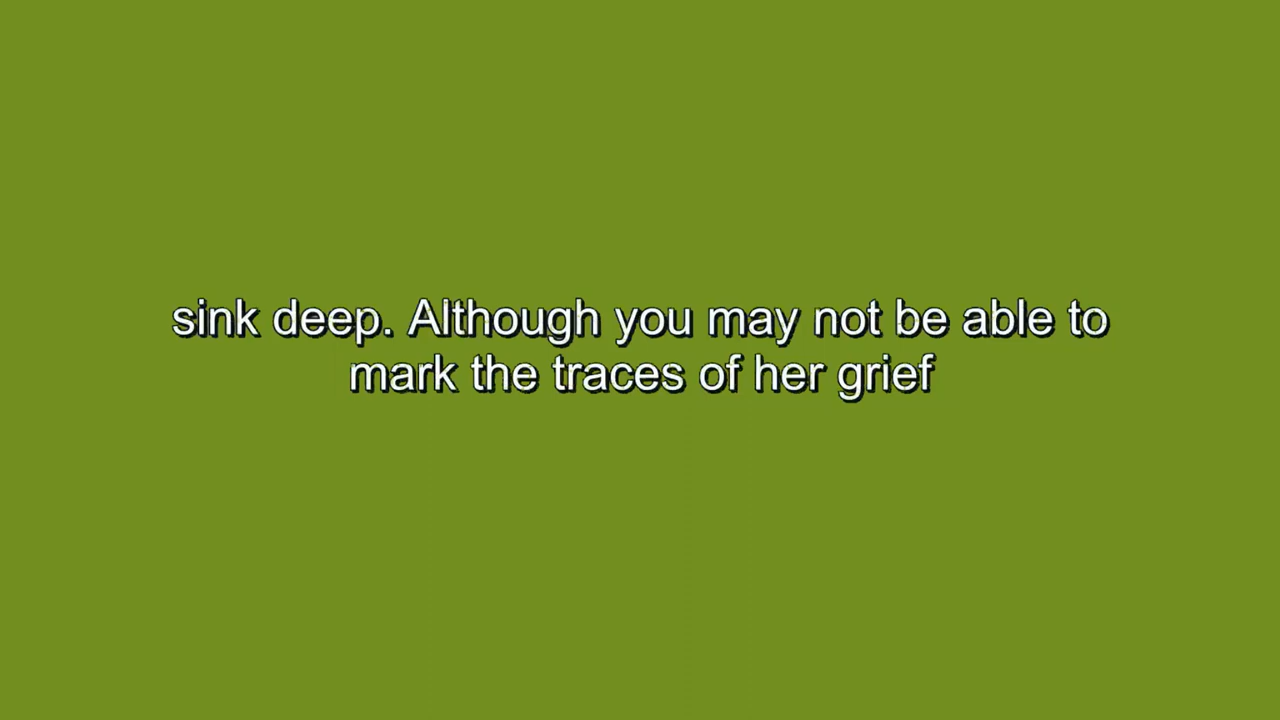 sink deep. Although you may not be able to
mark the traces of her grief